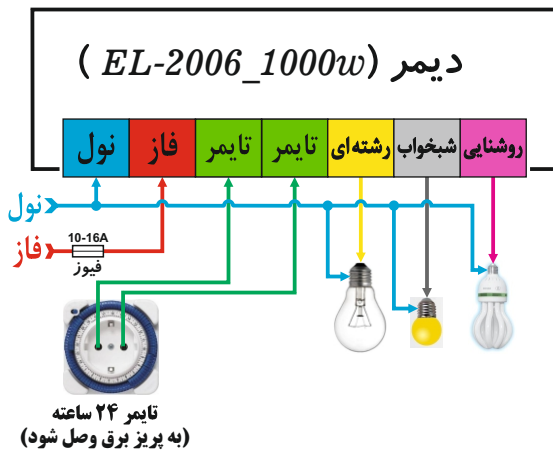 دیمر (EL-2006_1000w)
نول
فاز
تایمر
تایمر
رشته‌ای
شبخواب
روشنایی
نول
فاز
10-16A
فیوز
تایمر ۲۴ ساعته
(به پریز برق وصل شود)